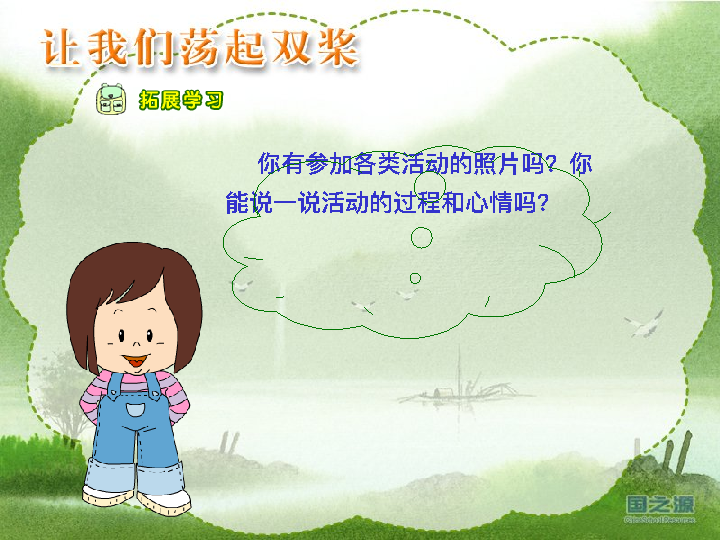 让我们荡起双桨
拓展学习
你有参加各类活动的照片吗？你
能说一说活动的过程和心情吗？
国之源